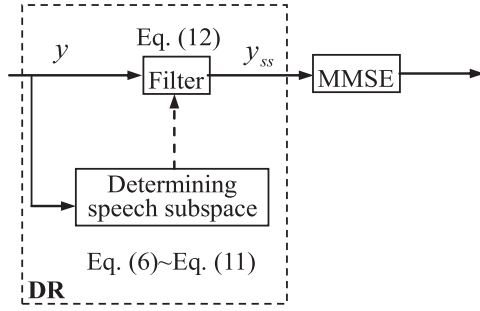 Eq. (12)
y
y_ss
Filter
MMSE
Determining
speech subspace
Eq. (6)~Eq. (11)
DR